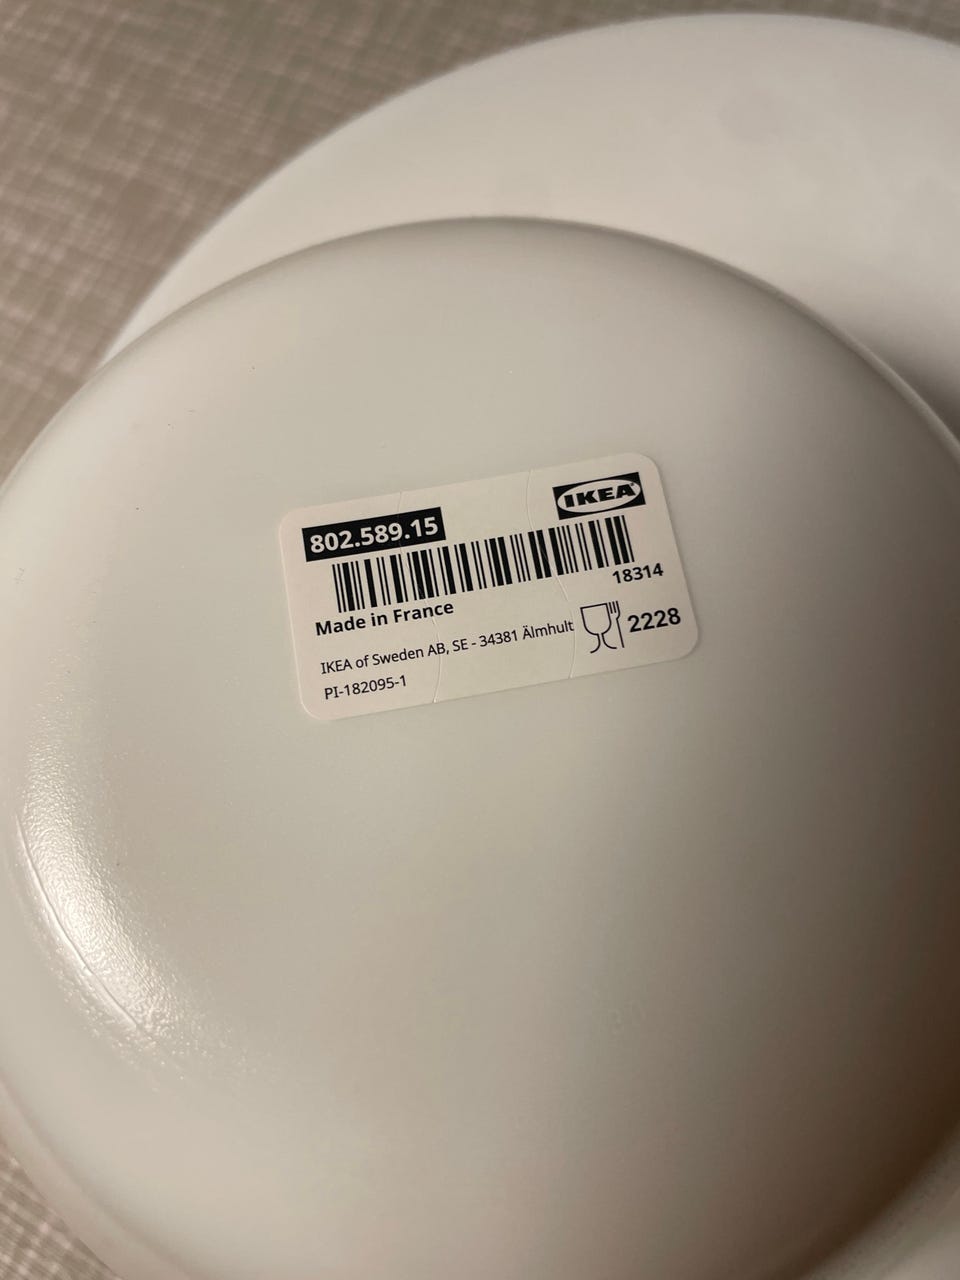 802.589.15
IKEA
18314
Made in France
IKEA of Sweden AB, SE - 34381 Älmhult
2228
PI-182095-1